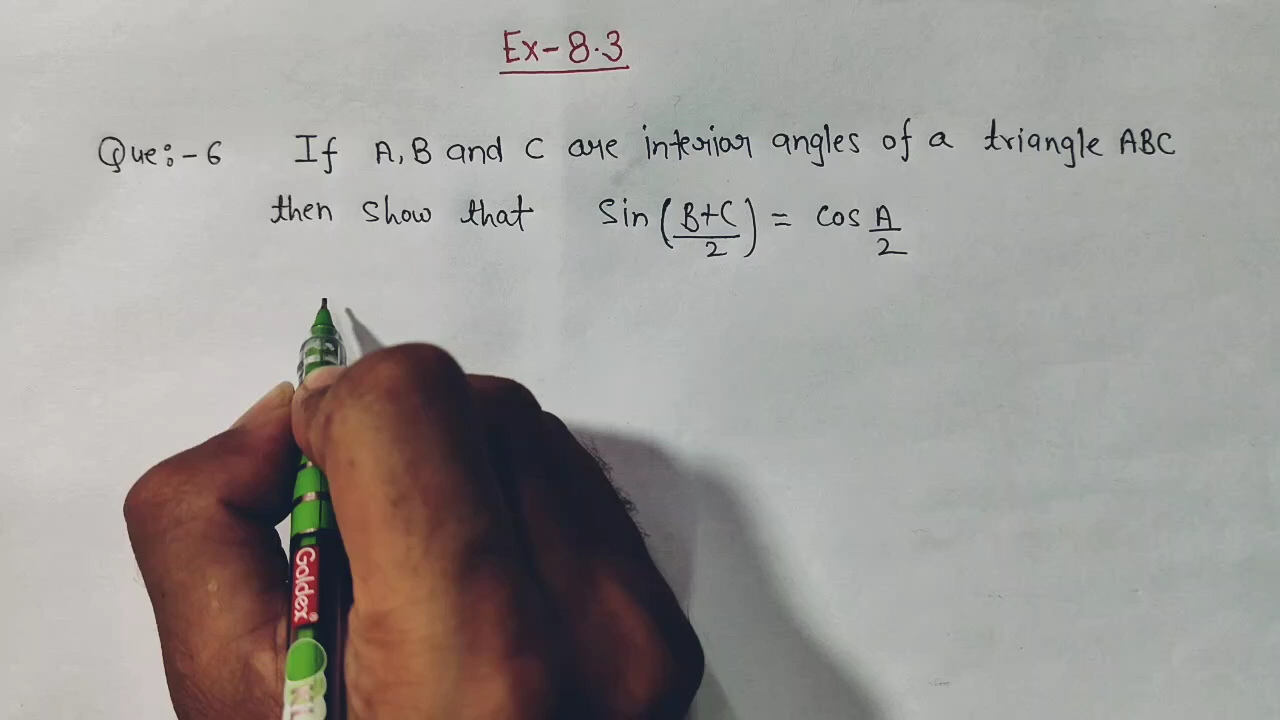 Ex-8.3
Que:-6 If A, B and C are interior angles of a triangle ABC
then show that Sin(B+C/2) = cos A/2
Goldex